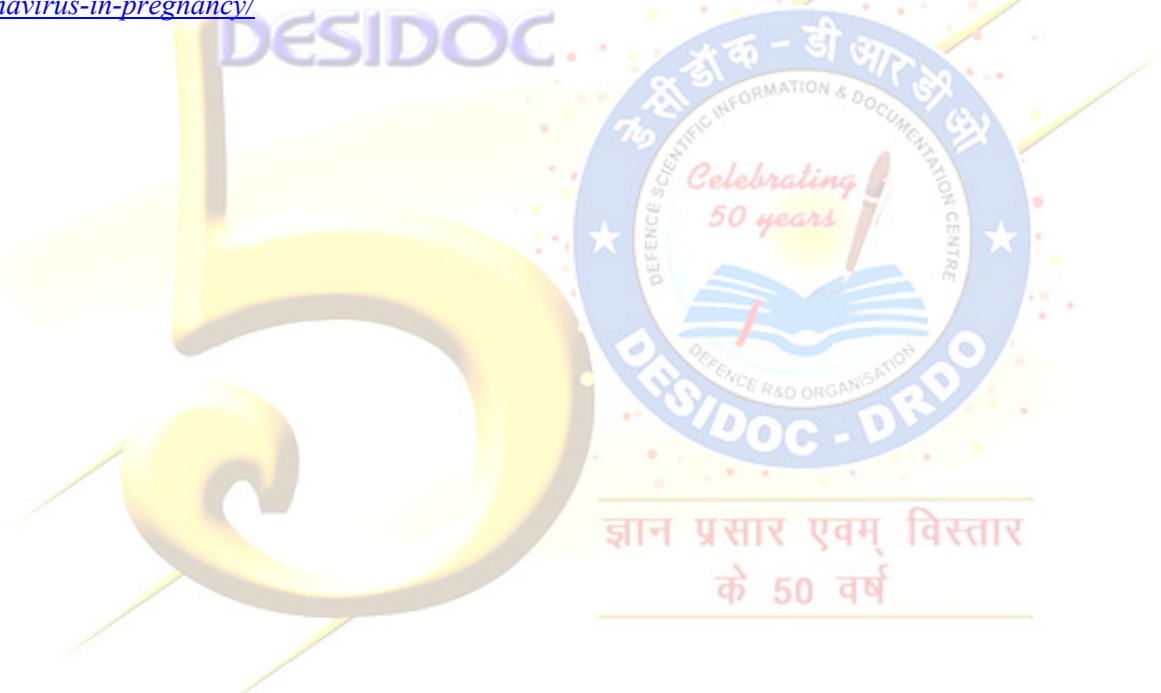 navirus-in-pregnancy/
DESIDOC
डेसीडॉक - डी आर डी ओ
DEFENCE SCIENTIFIC INFORMATION & DOCUMENTATION CENTRE
Celebrating
50 years
DEFENCE R&D ORGANISATION
DESIDOC - DRDO
ज्ञान प्रसार एवम् विस्तार
के 50 वर्ष